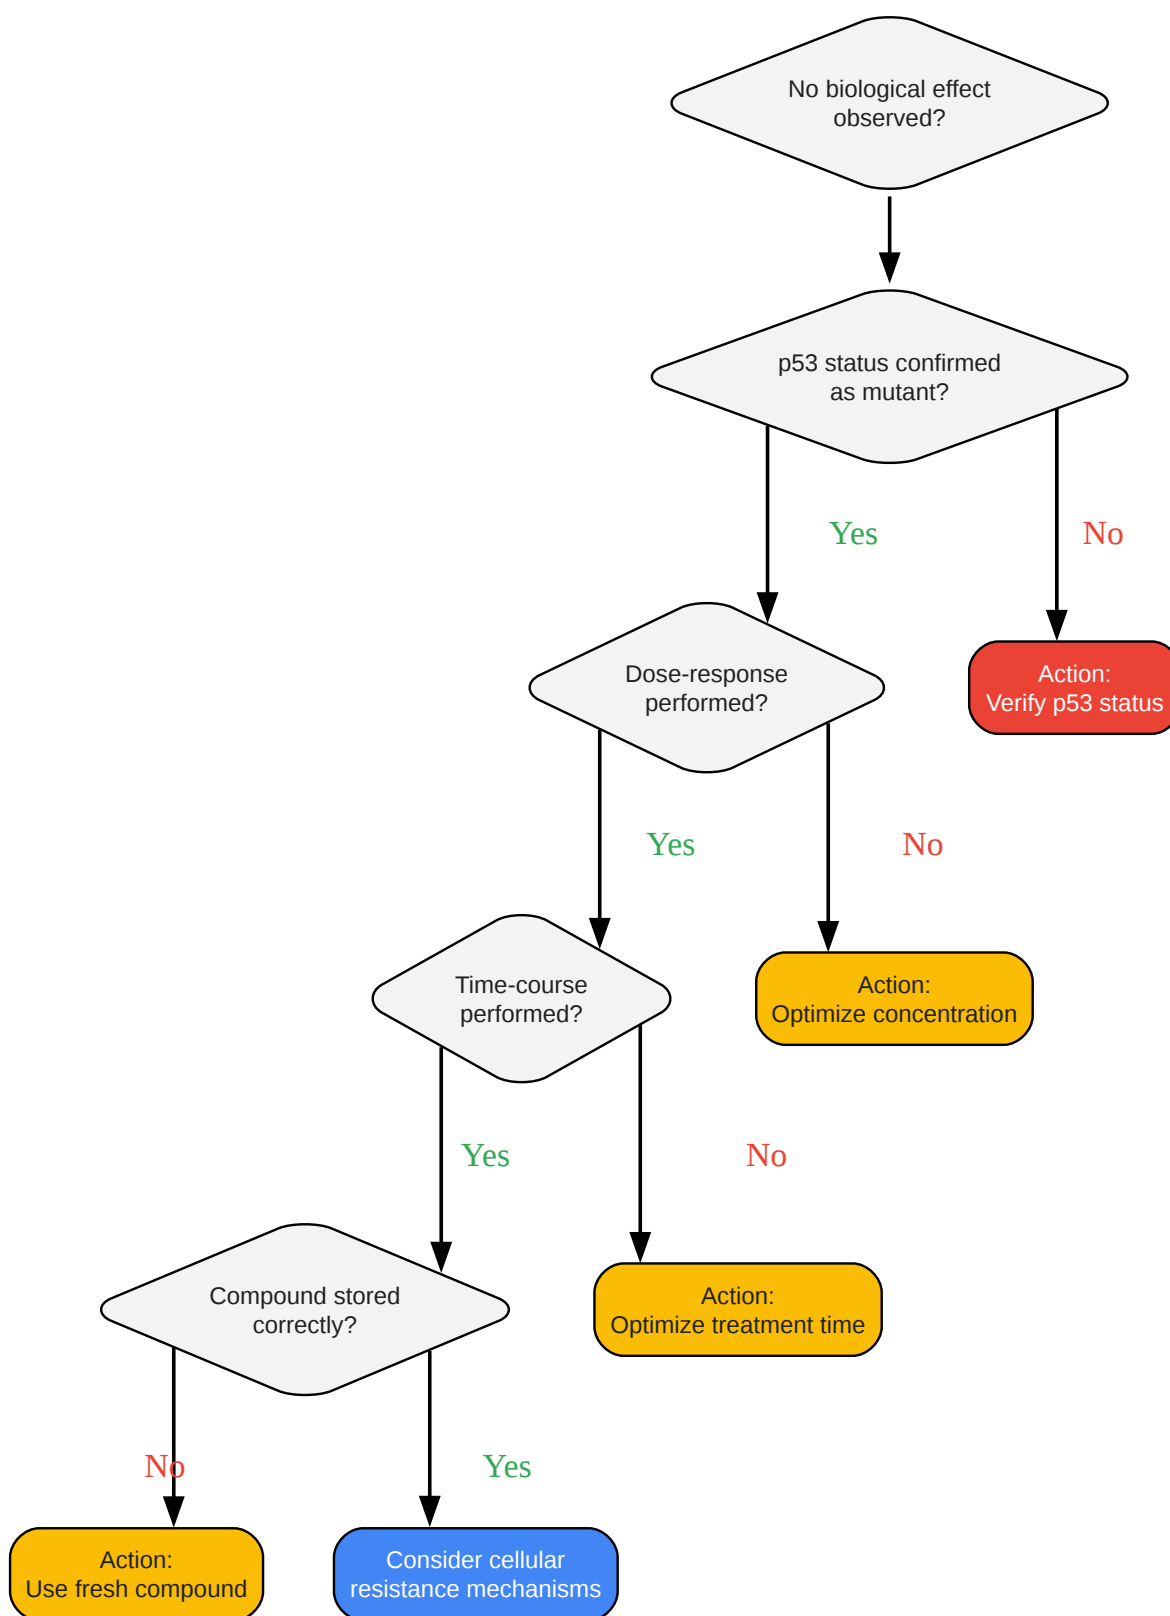 No biological effect
observed?
p53 status confirmed
as mutant?
Yes
No
Dose-response
performed?
Action:
Verify p53 status
Yes
No
Time-course
performed?
Action:
Optimize concentration
Yes
No
Compound stored
correctly?
Action:
Optimize treatment time
No
Yes
Action:
Use fresh compound
Consider cellular
resistance mechanisms